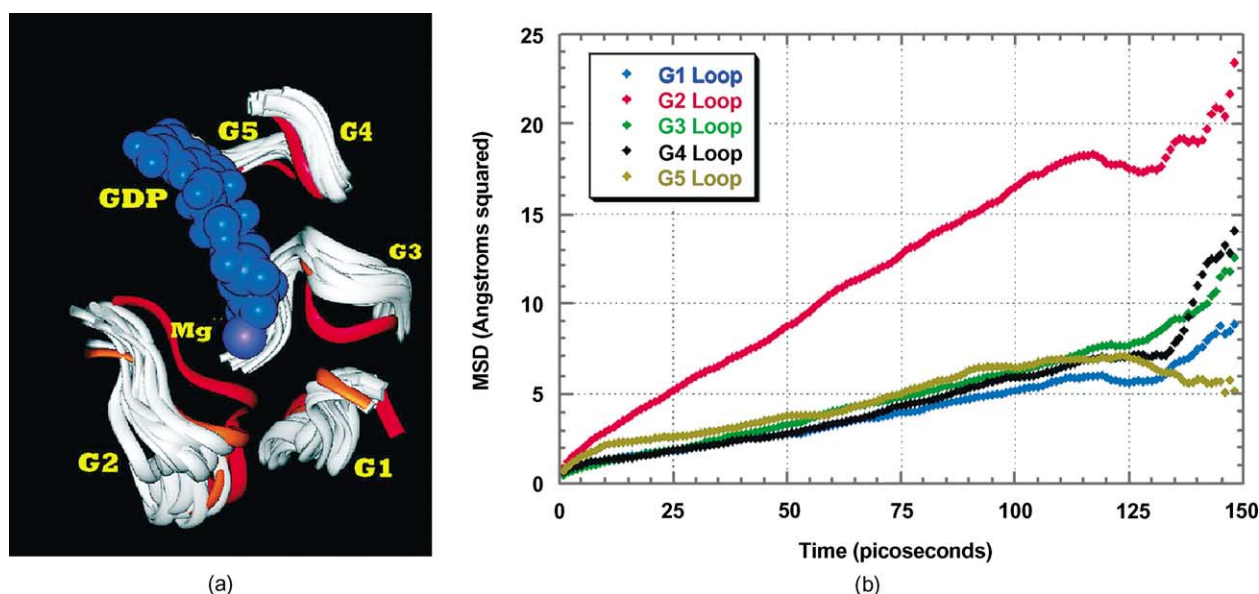 G5
G4
GDP
G3
Mg
G2
G1
(a)
25
20
15
10
5
0
MSD (Angstroms squared)
G1 Loop
G2 Loop
G3 Loop
G4 Loop
G5 Loop
0
25
50
75
100
125
150
Time (picoseconds)
(b)